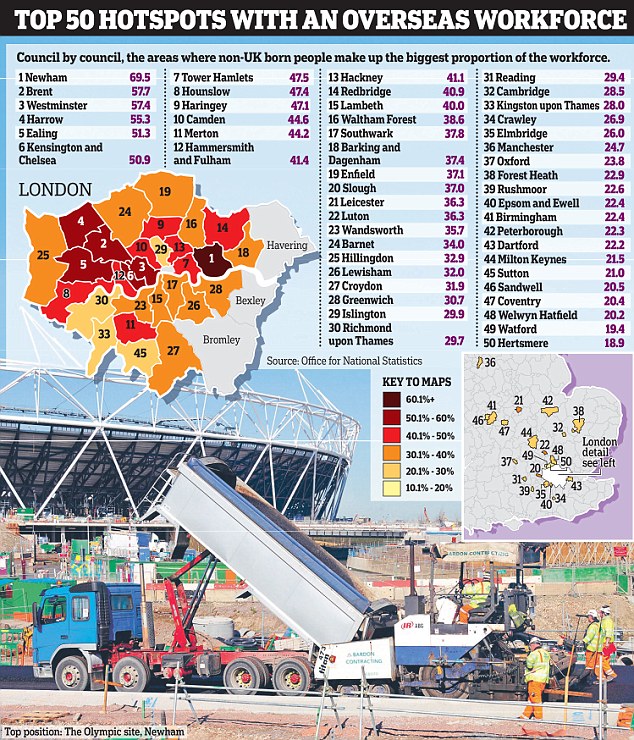 TOP 50 HOTSPOTS WITH AN OVERSEAS WORKFORCE
Council by council, the areas where non-UK born people make up the biggest proportion of the workforce.
1 Newham 69.5
2 Brent 57.7
3 Westminster 57.4
4 Harrow 55.3
5 Ealing 51.3
6 Kensington and
Chelsea 50.9
7 Tower Hamlets 47.5
8 Hounslow 47.4
9 Haringey 47.1
10 Camden 44.6
11 Merton 44.2
12 Hammersmith
and Fulham 41.4
13 Hackney 41.1
14 Redbridge 40.9
15 Lambeth 40.0
16 Waltham Forest 38.6
17 Southwark 37.8
18 Barking and
Dagenham 37.4
19 Enfield 37.1
20 Slough 37.0
21 Leicester 36.3
22 Luton 36.3
23 Wandsworth 35.7
24 Barnet 34.0
25 Hillingdon 32.9
26 Lewisham 32.0
27 Croydon 31.9
28 Greenwich 30.7
29 Islington 29.9
30 Richmond
upon Thames 29.7
31 Reading 29.4
32 Cambridge 28.5
33 Kingston upon Thames 28.0
34 Crawley 26.9
35 Elmbridge 26.0
36 Manchester 24.7
37 Oxford 23.8
38 Forest Heath 22.9
39 Rushmoor 22.6
40 Epsom and Ewell 22.4
41 Birmingham 22.4
42 Peterborough 22.3
43 Dartford 22.2
44 Milton Keynes 21.5
45 Sutton 21.0
46 Sandwell 20.5
47 Coventry 20.4
48 Welwyn Hatfield 20.2
49 Watford 19.4
50 Hertsmere 18.9
LONDON
19
4
24
9
16
14
2
10
29
13
25
5
12
6
3
7
1
18
Havering
8
30
17
28
23
15
26
Bexley
33
11
Bromley
45
27
Source: Office for National Statistics
KEY TO MAPS
60.1%+
50.1% - 60%
40.1% - 50%
30.1% - 40%
20.1% - 30%
10.1% - 20%
36
41
21
42
38
46
47
44
32
22
London
detail
see left
37
49
48
50
20
31
43
39
35
34
40
BARDON CONTRACTING
IR
BARDON
CONTRACTING
Top position: The Olympic site, Newham